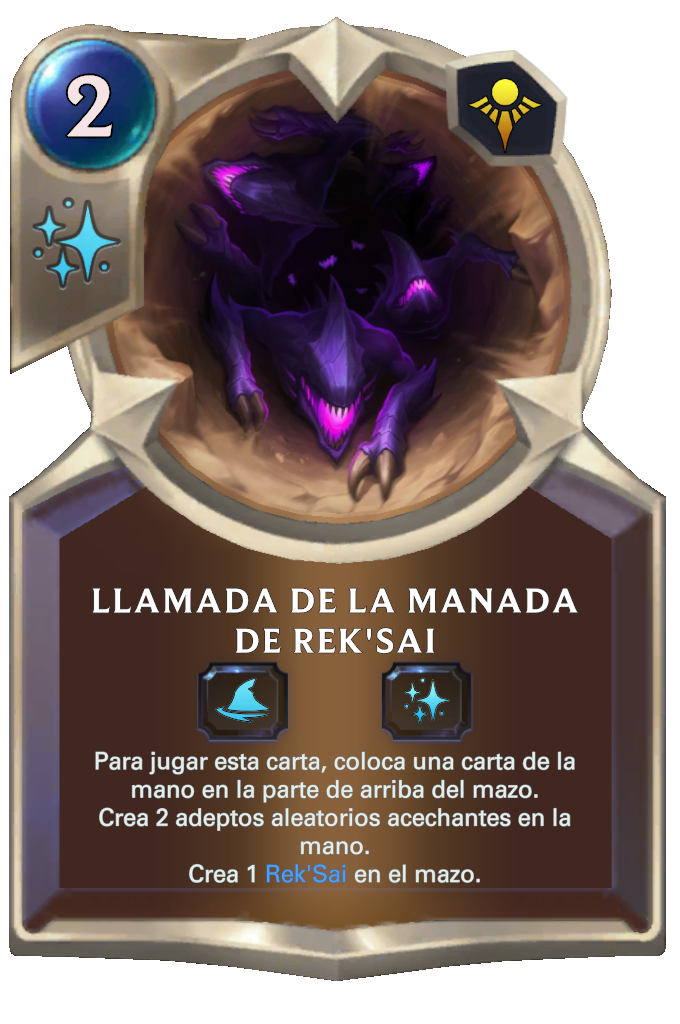 2
LLAMADA DE LA MANADA
DE REK'SAI
Para jugar esta carta, coloca una carta de la
mano en la parte de arriba del mazo.
Crea 2 adeptos aleatorios acechantes en la
mano.
Crea 1 Rek'Sai en el mazo.